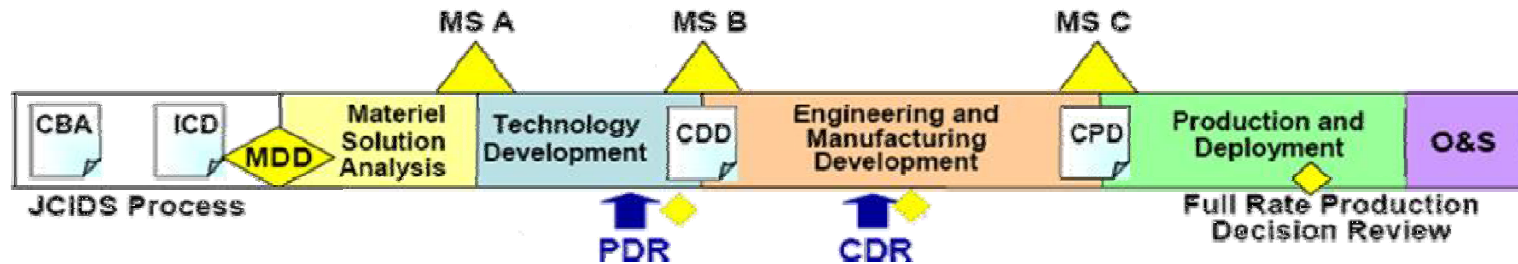 MS A
MS B
MS C
CBA
ICD
MDD
Materiel
Solution
Analysis
Technology
Development
CDD
Engineering and
Manufacturing
Development
CPD
Production and
Deployment
O&S
JCIDS Process
PDR
CDR
Full Rate Production
Decision Review